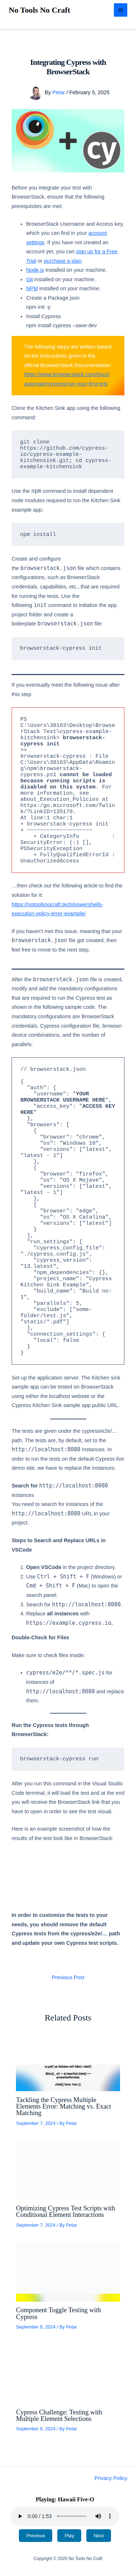 No Tools No Craft
Integrating Cypress with
BrowserStack
By Petar / February 5, 2025
cy
Before you integrate your test with
BrowserStack, ensure that the following
prerequisites are met:
BrowserStack Username and Access key,
which you can find in your account
settings. If you have not created an
account yet, you can sign up for a Free
Trial or purchase a plan.
Node.js installed on your machine.
Git installed on your machine.
NPM installed on your machine.
Create a Package.json
npm init -y
Install Cypress
npm install cypress –save-dev
The following steps are written based
on the instructions given in the
official BrowserStack Documentation.
https://www.browserstack.com/docs/
automate/cypress/run-your-first-test
Clone the Kitchen Sink app using the following
command:
git clone
https://github.com/cypress-
io/cypress-example-
kitchensink.git; cd cypress-
example-kitchensink
Use the npm command to install dependent
node modules required to run the Kitchen Sink
example app:
npm install
Create and configure
the browserstack.json file which contains
configurations, such as BrowserStack
credentials, capabilities, etc., that are required
for running the tests. Use the
following init command to initialize the app
project folder and create a
boilerplate browserstack.json file:
browserstack-cypress init
If you eventually meet the following issue after
this step
PS
C:\Users\38163\Desktop\Browse
rStack Test\cypress-example-
kitchensink> browserstack-
cypress init
>>
browserstack-cypress : File
C:\Users\38163\AppData\Roamin
g\npm\browserstack-
cypress.ps1 cannot be loaded
because running scripts is
disabled on this system. For
more information, see
about_Execution_Policies at
https:/go.microsoft.com/fwlin
k/?LinkID=135170.
At line:1 char:1
+ browserstack-cypress init
+ ~~~~~~~~~~~~~~~~~~~~
+ CategoryInfo :
SecurityError: (:) [],
PSSecurityException
+ FullyQualifiedErrorId :
UnauthorizedAccess
…then check out the following article to find the
solution for it.
https://notoolsnocraft.tech/powershells-
execution-policy-error-example/
If you haven't met this issue, meaning that your
browserstack.json file got opened, then
feel free to move to the next step.
After the browserstack.json file is created,
modify and add the module configurations
that are required to run your Cypress test as
shown in the following sample code. The
mandatory configurations are BrowserStack
credentials, Cypress configuration file, browser-
device combinations, and the number of
parallels:
// browserstack.json
{
"auth": {
"username": "YOUR
BROWSERSTACK USERNAME HERE",
"access_key": "ACCESS KEY
HERE"
},
"browsers": [
{
"browser": "chrome",
"os": "Windows 10",
"versions": ["latest",
"latest - 1"]
},
{
"browser": "firefox",
"os": "OS X Mojave",
"versions": ["latest",
"latest - 1"]
},
{
"browser": "edge",
"os": "OS X Catalina",
"versions": ["latest"]
}
],
"run_settings": {
"cypress_config_file":
"./cypress.config.js",
"cypress_version":
"13.latest",
"npm_dependencies": {},
"project_name": "Cypress
Kitchen Sink Example",
"build_name": "Build no:
1",
"parallels": 5,
"exclude": ["some-
folder/test.js",
"static/*.pdf"]
},
"connection_settings": {
"local": false
}
}
Set up the application server. The Kitchen sink
sample app can be tested on BrowserStack
using either the localhost website or the
Cypress Kitchen Sink sample app public URL.
The tests are given under the cypress/e2e/…
path. The tests are, by default, set to the
http://localhost:8080 instances. In
order to run the tests on the default Cypress live
demo site, we have to replace the instances.
Search for http://localhost:8080
instances
You need to search for instances of the
http://localhost:8080 URL in your
project.
Steps to Search and Replace URLs in
VSCode
1. Open VSCode in the project directory.
2. Use Ctrl + Shift + F (Windows) or
Cmd + Shift + F (Mac) to open the
search panel.
3. Search for http://localhost:8080.
4. Replace all instances with
https://example.cypress.io.
Double-Check for Files
Make sure to check files inside:
cypress/e2e/**/*.spec.js for
instances of
http://localhost:8080 and replace
them.
Run the Cypress tests through
BrowserStack:
browserstack-cypress run
After you run this command in the Visual Studio
Code terminal, it will load the test and at the end
you will receive the BrowserStack link you have to
open in order to see the output.
In order to customize the tests to your
needs, you should remove the default
Cypress tests from the cypress/e2e/… path
and update your own Cypress test scripts.
Previous Post
Related Posts
Tackling the Cypress Multiple
Elements Error: Matching vs. Exact
Matching
September 7, 2024 / By Petar
Optimizing Cypress Test Scripts with
Conditional Element Interactions
September 7, 2024 / By Petar
Component Toggle Testing with
Cypress
September 8, 2024 / By Petar
Cypress Challenge: Testing with
Multiple Element Selections
September 9, 2024 / By Petar
Privacy Policy
Playing: Hawaii Five-O
0:00 / 1:53
Previous
Play
Next
Copyright © 2025 No Tools No Craft